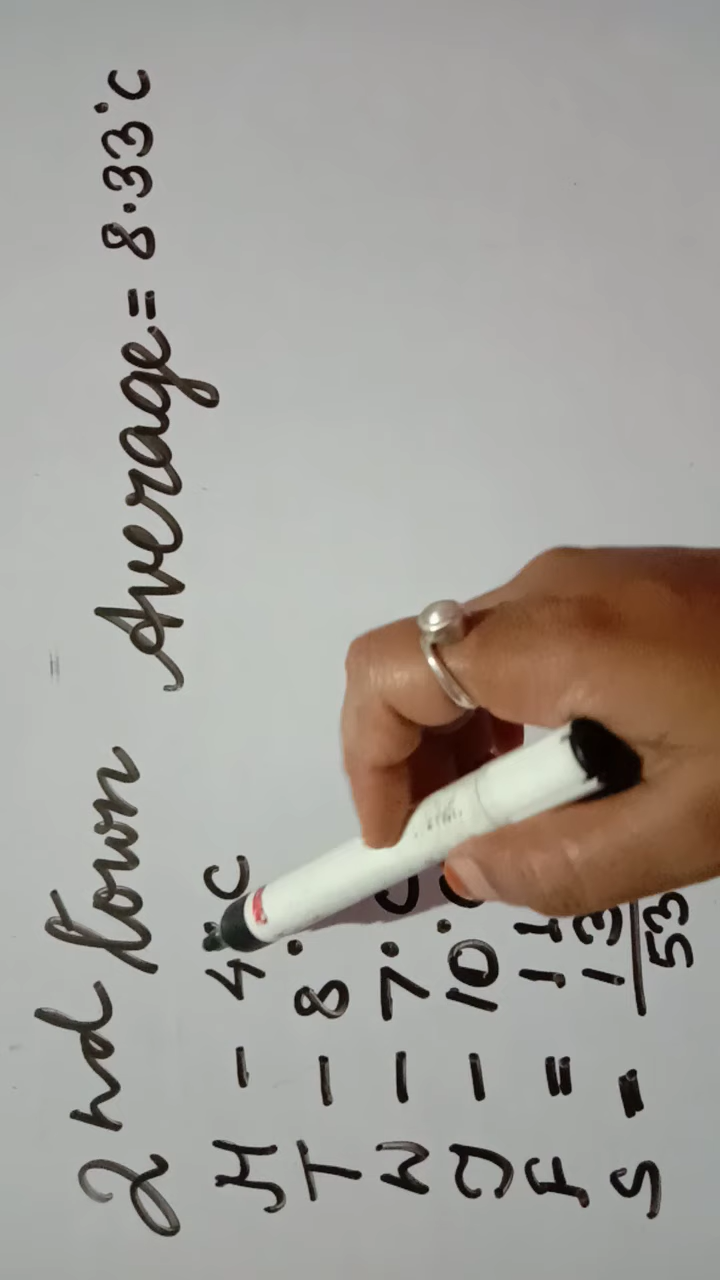 2nd Town Average = 8.33°C
M - 4°C
T - 8°
W - 7°C
J - 10°C
F = 11
S = 13
53